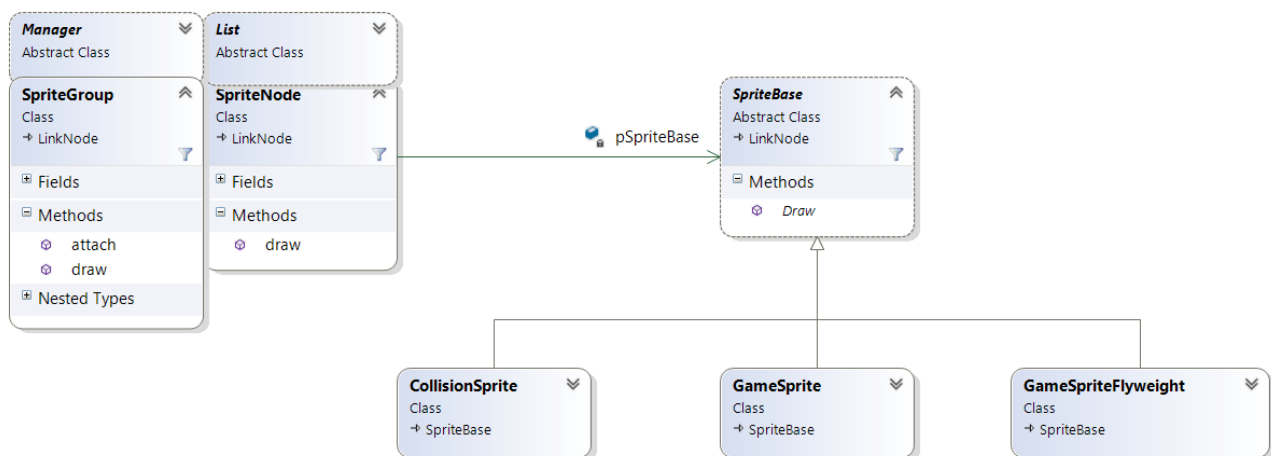 Manager
Abstract Class
List
Abstract Class
SpriteGroup
Class
LinkNode
Fields
Methods
attach
draw
Nested Types
SpriteNode
Class
LinkNode
Fields
Methods
draw
pSpriteBase
SpriteBase
Abstract Class
LinkNode
Methods
Draw
CollisionSprite
Class
SpriteBase
GameSprite
Class
SpriteBase
GameSpriteFlyweight
Class
SpriteBase